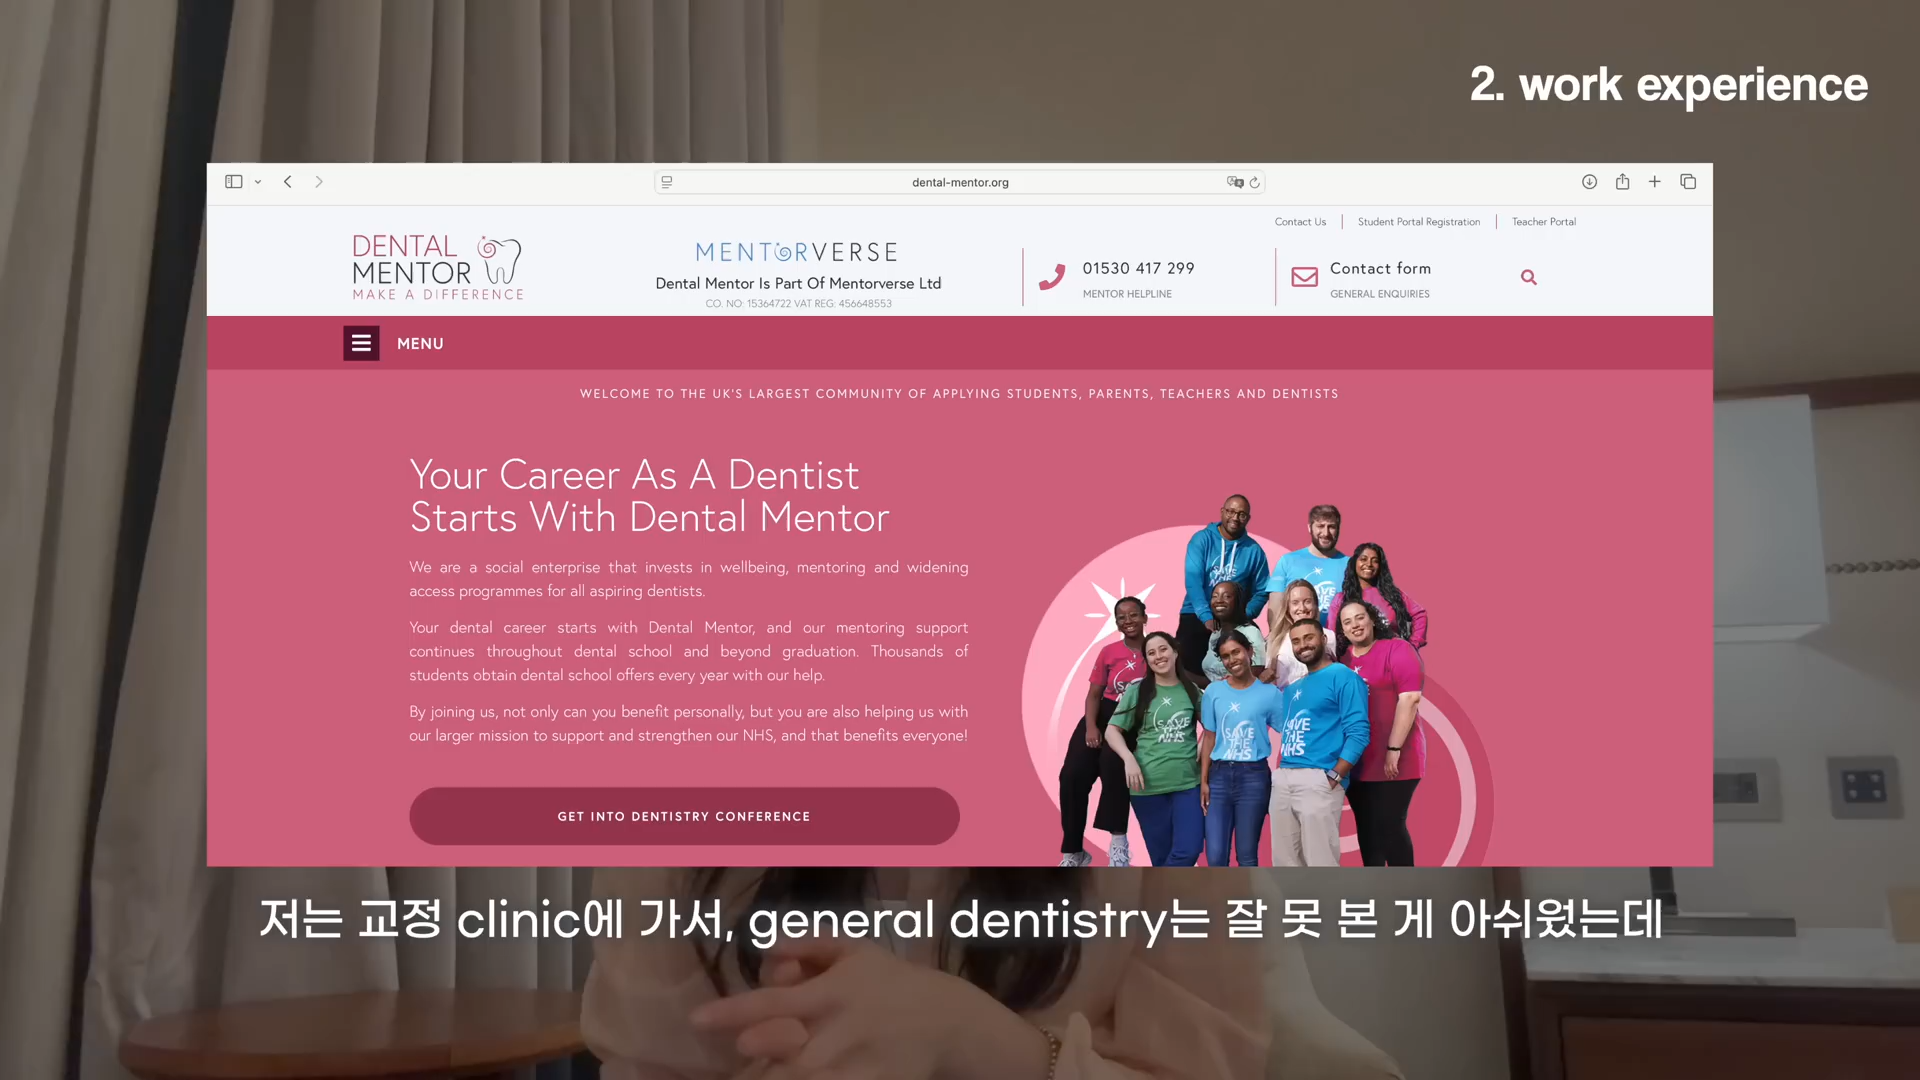 2. work experience
dental-mentor.org
Contact Us
Student Portal Registration
Teacher Portal
DENTAL
MENTOR
MAKE A DIFFERENCE
MENTORVERSE
Dental Mentor Is Part Of Mentorverse Ltd
CO. NO: 15364722 VAT REG: 456648553
01530 417 299
MENTOR HELPLINE
Contact form
GENERAL ENQUIRIES
MENU
WELCOME TO THE UK'S LARGEST COMMUNITY OF APPLYING STUDENTS, PARENTS, TEACHERS AND DENTISTS
Your Career As A Dentist
Starts With Dental Mentor
We are a social enterprise that invests in wellbeing, mentoring and widening
access programmes for all aspiring dentists.
Your dental career starts with Dental Mentor, and our mentoring support
continues throughout dental school and beyond graduation. Thousands of
students obtain dental school offers every year with our help.
By joining us, not only can you benefit personally, but you are also helping us with
our larger mission to support and strengthen our NHS, and that benefits everyone!
GET INTO DENTISTRY CONFERENCE
SAVE
THE
NHS
SAVE
THE
NHS
SAVE
THE
NHS
저는 교정 clinic에 가서, general dentistry는 잘 못 본 게 아쉬웠는데